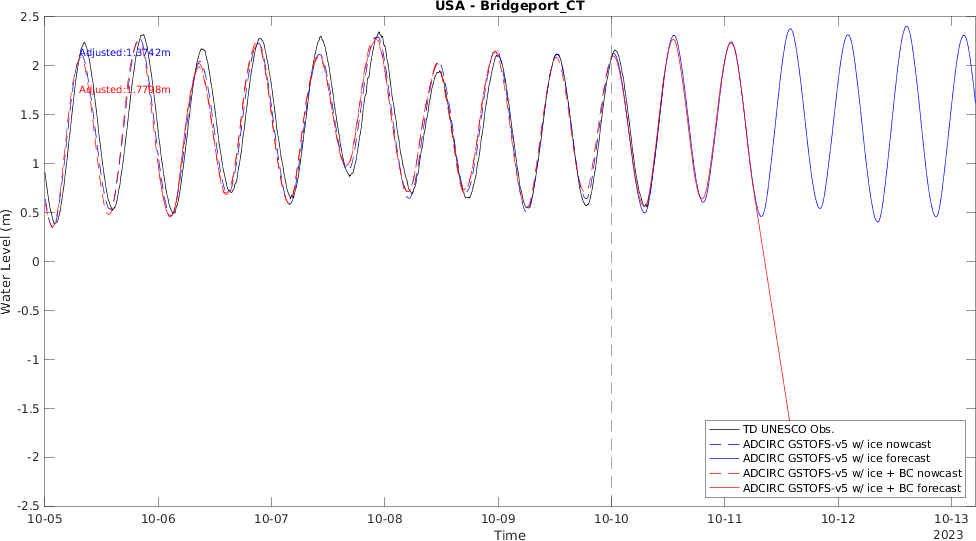 USA - Bridgeport_CT
2.5
2
1.5
1
0.5
0
-0.5
-1
-1.5
-2
-2.5
Water Level (m)
Adjusted:1.3742m
Adjusted:1.7798m
TD UNESCO Obs.
ADCIRC GSTOFS-v5 w/ ice nowcast
ADCIRC GSTOFS-v5 w/ ice forecast
ADCIRC GSTOFS-v5 w/ ice + BC nowcast
ADCIRC GSTOFS-v5 w/ ice + BC forecast
10-05 10-06 10-07 10-08 10-09 10-10 10-11 10-12 10-13
Time
2023